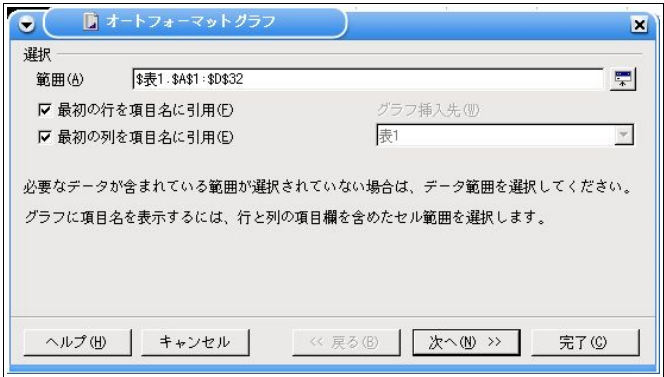 オートフォーマットグラフ
選択
範囲(A) $表1.$A$1:$D$32
最初の行を項目名に引用(F) グラフ挿入先(W)
最初の列を項目名に引用(E) 表1
必要なデータが含まれている範囲が選択されていない場合は、データ範囲を選択してください。
グラフに項目名を表示するには、行と列の項目欄を含めたセル範囲を選択します。
ヘルプ(H) キャンセル << 戻る(B) 次へ(N) >> 完了(C)